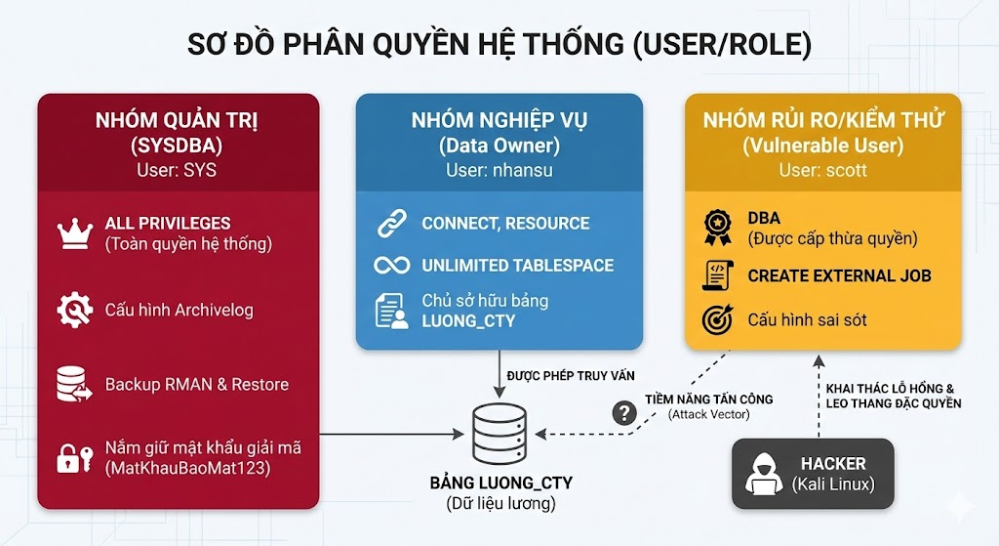 SƠ ĐỒ PHÂN QUYỀN HỆ THỐNG (USER/ROLE)
NHÓM QUẢN TRỊ
(SYSDBA)
User: SYS
ALL PRIVILEGES
(Toàn quyền hệ thống)
Cấu hình Archivelog
Backup RMAN & Restore
Nắm giữ mật khẩu giải mã
(MatKhauBaoMat123)
NHÓM NGHIỆP VỤ
(Data Owner)
User: nhansu
CONNECT, RESOURCE
UNLIMITED TABLESPACE
Chủ sở hữu bảng
LUONG_CTY
NHÓM RỦI RO/KIỂM THỬ
(Vulnerable User)
User: scott
DBA
(Được cấp thừa quyền)
CREATE EXTERNAL JOB
Cấu hình sai sót
ĐƯỢC PHÉP TRUY VẤN
?
TIỀM NĂNG TẤN CÔNG
(Attack Vector)
KHAI THÁC LỖ HỔNG &
LEO THANG ĐẶC QUYỀN
BẢNG LUONG_CTY
(Dữ liệu lương)
HACKER
(Kali Linux)